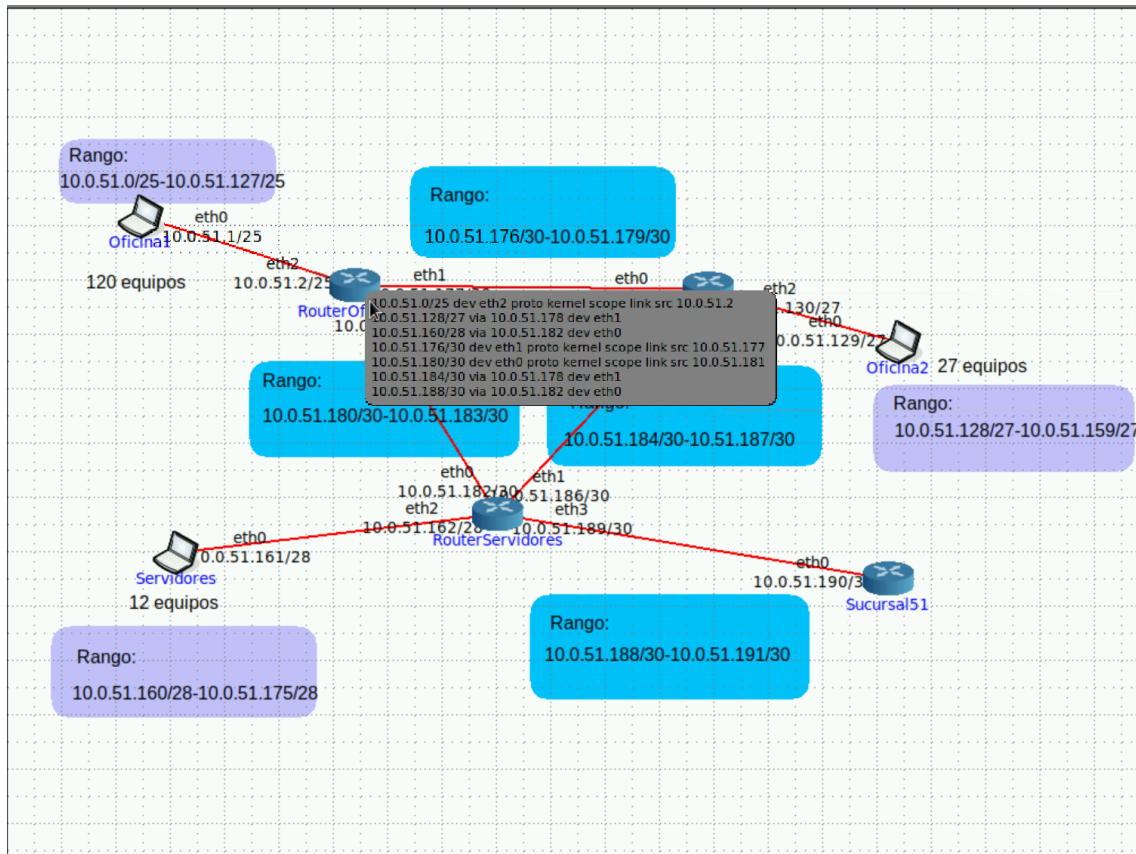 Rango:
10.0.51.0/25-10.0.51.127/25
eth0
10.0.51.1/25
Oficina1
120 equipos
eth2
10.0.51.2/25
Rango:
10.0.51.176/30-10.0.51.179/30
eth1
eth0
eth2
130/27
eth0
0.0.51.129/27
Oficina2
27 equipos
RouterOfi
10.0
10.0.51.0/25 dev eth2 proto kernel scope link src 10.0.51.2
10.0.51.128/27 via 10.0.51.178 dev eth1
10.0.51.160/28 via 10.0.51.182 dev eth0
10.0.51.176/30 dev eth1 proto kernel scope link src 10.0.51.177
10.0.51.180/30 dev eth0 proto kernel scope link src 10.0.51.181
10.0.51.184/30 via 10.0.51.178 dev eth1
10.0.51.188/30 via 10.0.51.182 dev eth0
Rango:
10.0.51.180/30-10.0.51.183/30
Rango:
10.0.51.184/30-10.51.187/30
Rango:
10.0.51.128/27-10.0.51.159/27
eth0
10.0.51.182/30
eth1
10.0.51.186/30
eth2
10.0.51.162/28
eth3
10.0.51.189/30
RouterServidores
eth0
0.0.51.161/28
Servidores
12 equipos
eth0
10.0.51.190/3
Sucursal51
Rango:
10.0.51.188/30-10.0.51.191/30
Rango:
10.0.51.160/28-10.0.51.175/28